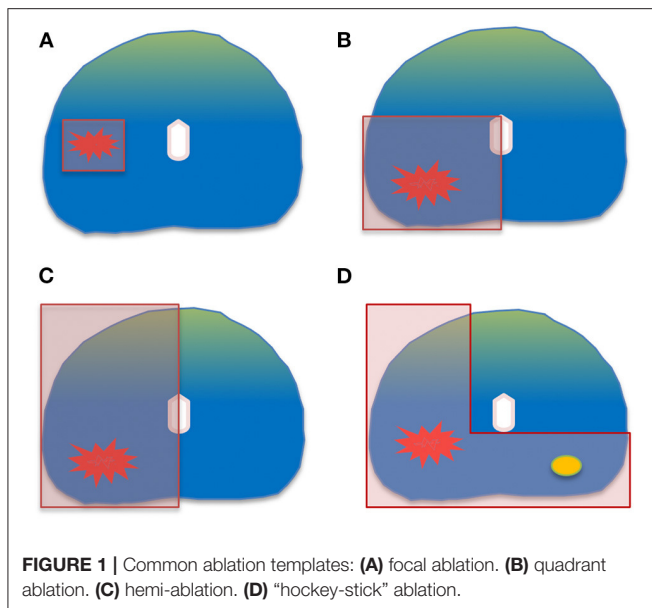 A
B
C
D
FIGURE 1 | Common ablation templates: (A) focal ablation. (B) quadrant
ablation. (C) hemi-ablation. (D) “hockey-stick” ablation.